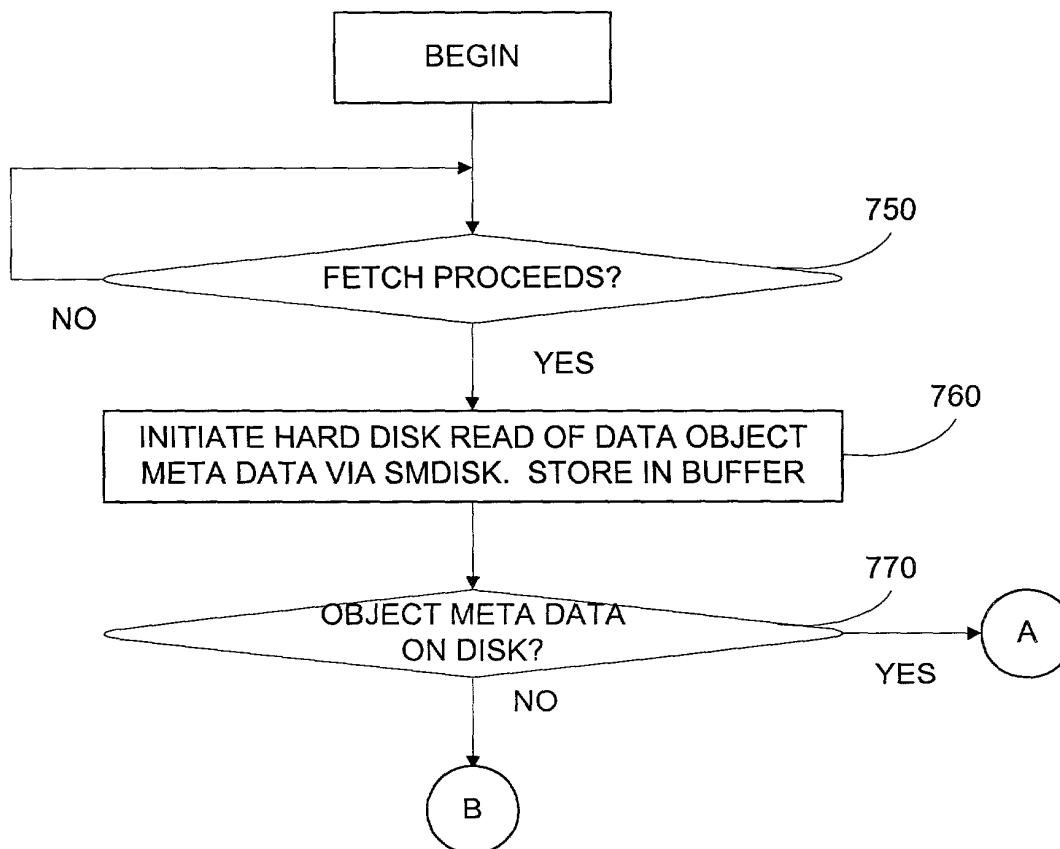 BEGIN
750
FETCH PROCEEDS?
NO
YES
760
INITIATE HARD DISK READ OF DATA OBJECT
META DATA VIA SMDISK. STORE IN BUFFER
770
OBJECT META DATA
ON DISK?
A
YES
NO
B